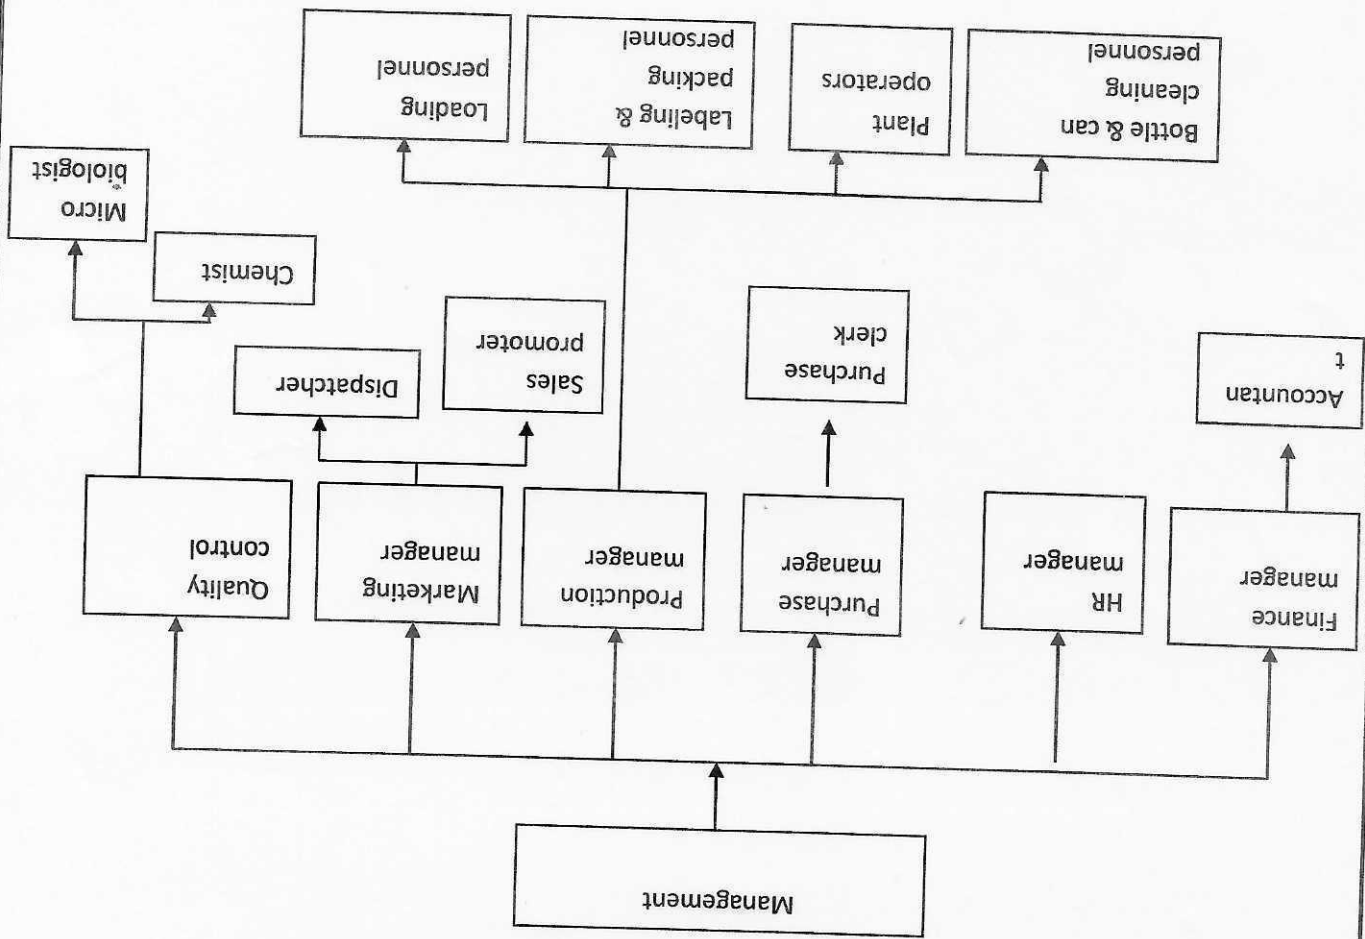 Management
Finance
manager
HR
manager
Purchase
manager
Production
manager
Marketing
manager
Quality
control
Accountan
t
Purchase
clerk
Sales
promoter
Dispatcher
Chemist
Micro
biologist
Bottle & can
cleaning
personnel
Plant
operators
Labeling &
packing
personnel
Loading
personnel